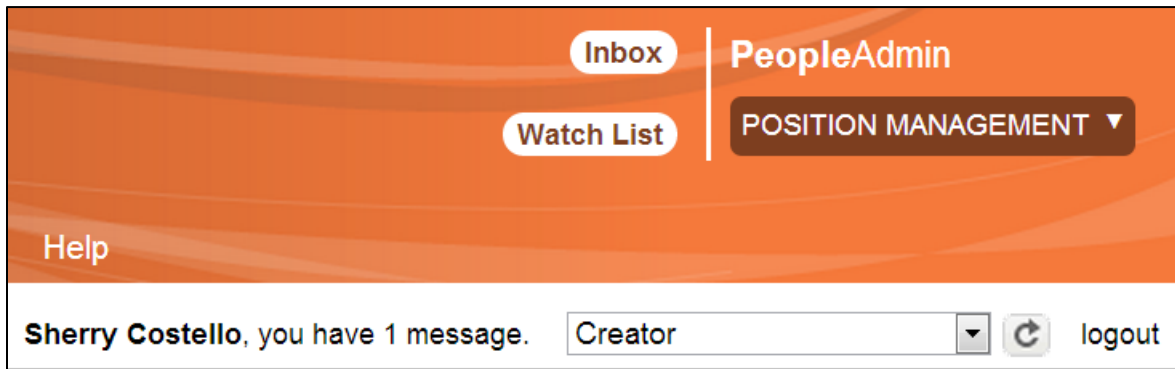 Inbox
PeopleAdmin
Watch List
POSITION MANAGEMENT
Help
Sherry Costello, you have 1 message. Creator logout